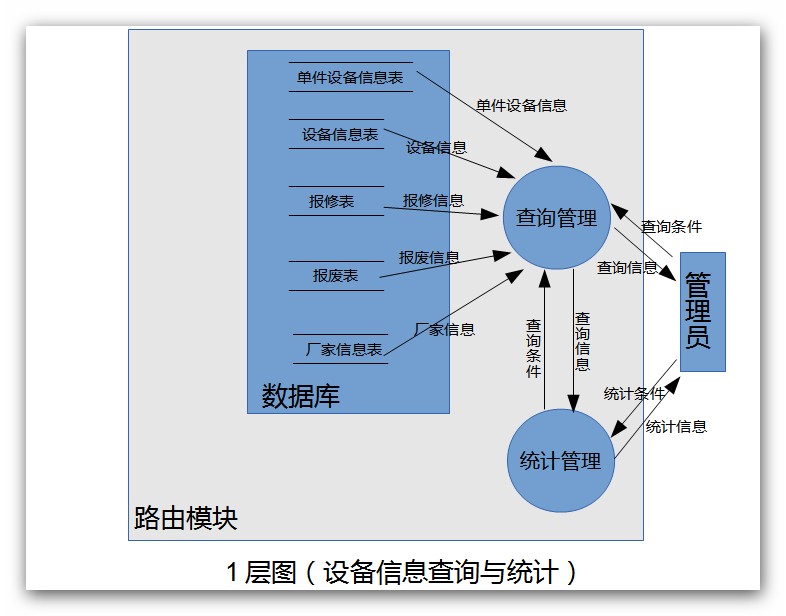 单件设备信息表
单件设备信息
设备信息表
设备信息
报修表
报修信息
查询管理
查询条件
报废表
报废信息
查询信息
管理员
厂家信息表
厂家信息
查询条件
查询信息
数据库
统计条件
统计信息
统计管理
路由模块
1层图（设备信息查询与统计）